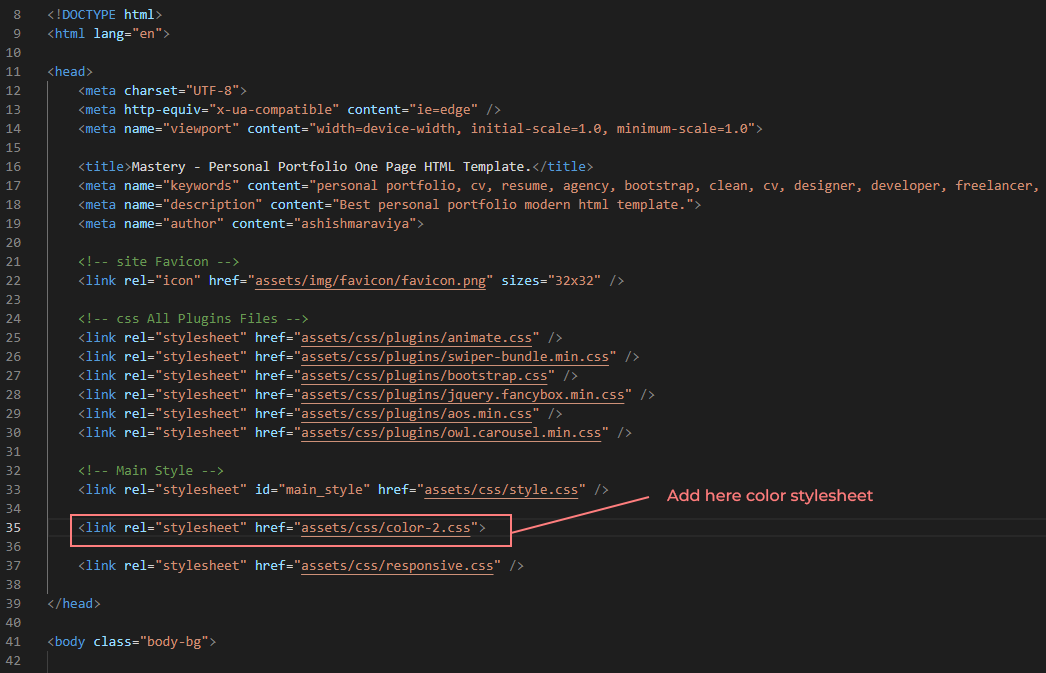 8 <!DOCTYPE html>
9 <html lang="en">
10
11 <head>
12 <meta charset="UTF-8">
13 <meta http-equiv="x-ua-compatible" content="ie=edge" />
14 <meta name="viewport" content="width=device-width, initial-scale=1.0, minimum-scale=1.0">
15
16 <title>Mastery - Personal Portfolio One Page HTML Template.</title>
17 <meta name="keywords" content="personal portfolio, cv, resume, agency, bootstrap, clean, cv, designer, developer, freelancer,
18 <meta name="description" content="Best personal portfolio modern html template.">
19 <meta name="author" content="ashishmaraviya">
20
21 <!-- site Favicon -->
22 <link rel="icon" href="assets/img/favicon/favicon.png" sizes="32x32" />
23
24 <!-- css All Plugins Files -->
25 <link rel="stylesheet" href="assets/css/plugins/animate.css" />
26 <link rel="stylesheet" href="assets/css/plugins/swiper-bundle.min.css" />
27 <link rel="stylesheet" href="assets/css/plugins/bootstrap.css" />
28 <link rel="stylesheet" href="assets/css/plugins/jquery.fancybox.min.css" />
29 <link rel="stylesheet" href="assets/css/plugins/aos.min.css" />
30 <link rel="stylesheet" href="assets/css/plugins/owl.carousel.min.css" />
31
32 <!-- Main Style -->
33 <link rel="stylesheet" id="main_style" href="assets/css/style.css" />
Add here color stylesheet
34
35 <link rel="stylesheet" href="assets/css/color-2.css">
36
37 <link rel="stylesheet" href="assets/css/responsive.css" />
38
39 </head>
40
41 <body class="body-bg">
42